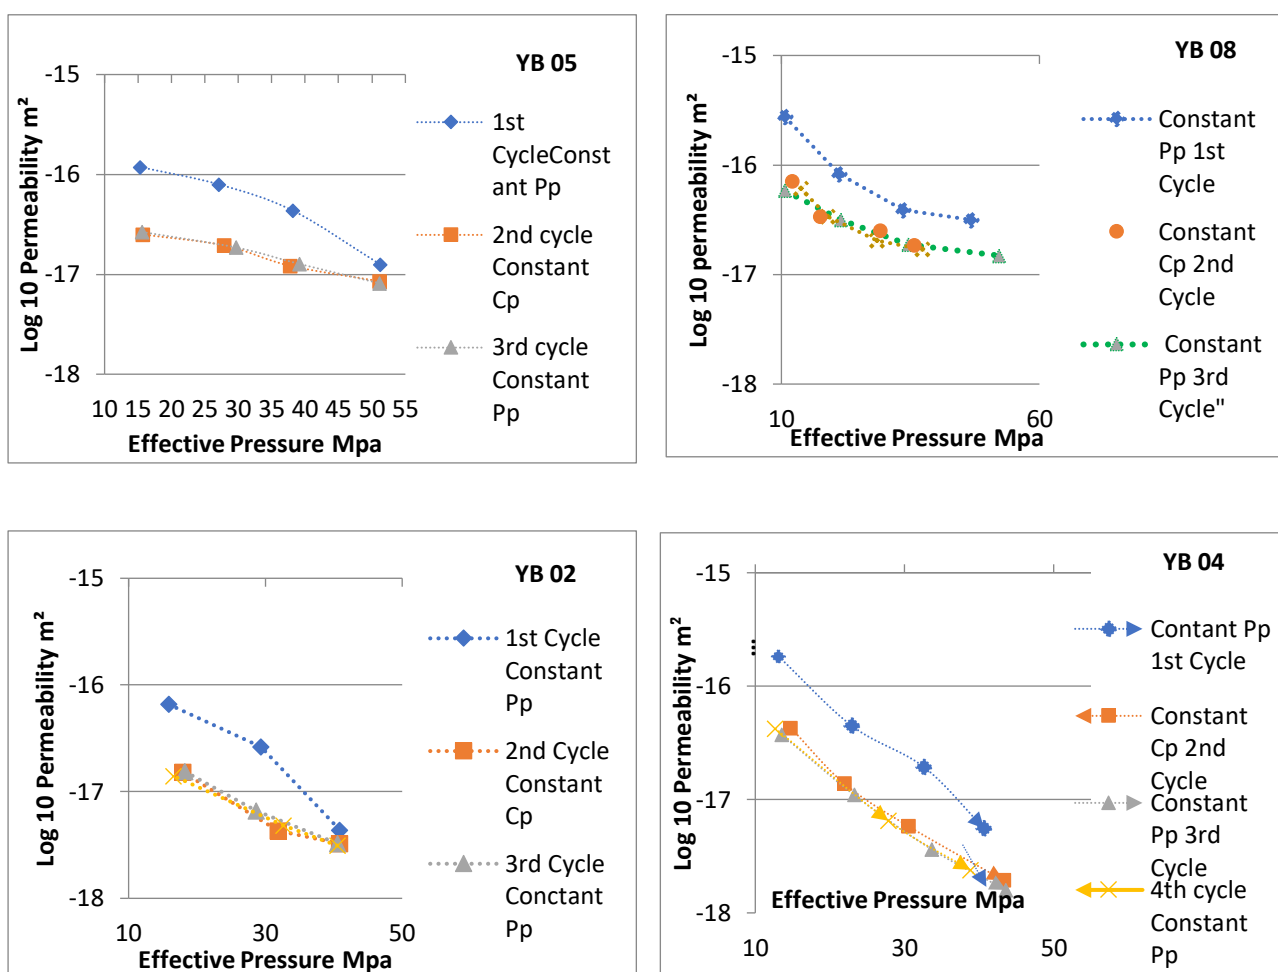 YB 05
Log 10 Permeability m²
-15
-16
-17
-18
10 15 20 25 30 35 40 45 50 55
Effective Pressure Mpa
1st
CycleConst
ant Pp
2nd cycle
Constant
Cp
3rd cycle
Constant
Pp
YB 08
Log 10 permeability m²
-15
-16
-17
-18
10 60
Effective Pressure Mpa
Constant
Pp 1st
Cycle
Constant
Cp 2nd
Cycle
Constant
Pp 3rd
Cycle"
YB 02
Log 10 Permeability m²
-15
-16
-17
-18
10 30 50
Effective Pressure Mpa
1st Cycle
Constant
Pp
2nd Cycle
Constant
Cp
3rd Cycle
Conctant
Pp
YB 04
Log 10 Permeability m²
-15
-16
-17
-18
10 30 50
Effective Pressure Mpa
Contant Pp
1st Cycle
Constant
Cp 2nd
Cycle
Constant
Pp 3rd
Cycle
4th cycle
Constant
Pp